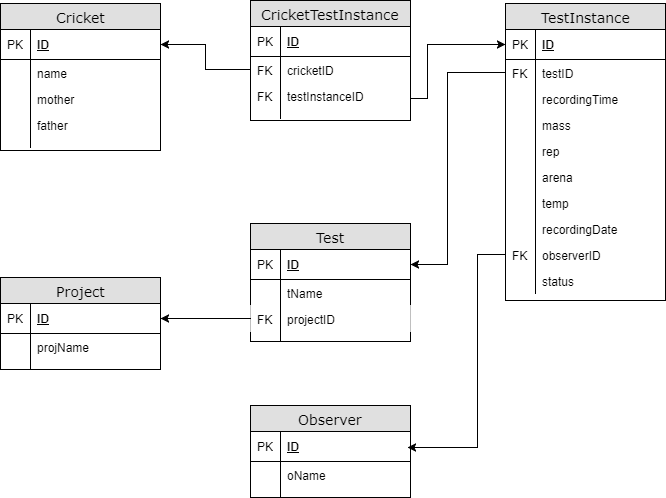 Cricket
PK ID
name
mother
father
CricketTestInstance
PK ID
FK cricketID
FK testInstanceID
TestInstance
PK ID
FK testID
recordingTime
mass
rep
arena
temp
recordingDate
FK observerID
status
Test
PK ID
tName
FK projectID
Project
PK ID
projName
Observer
PK ID
oName